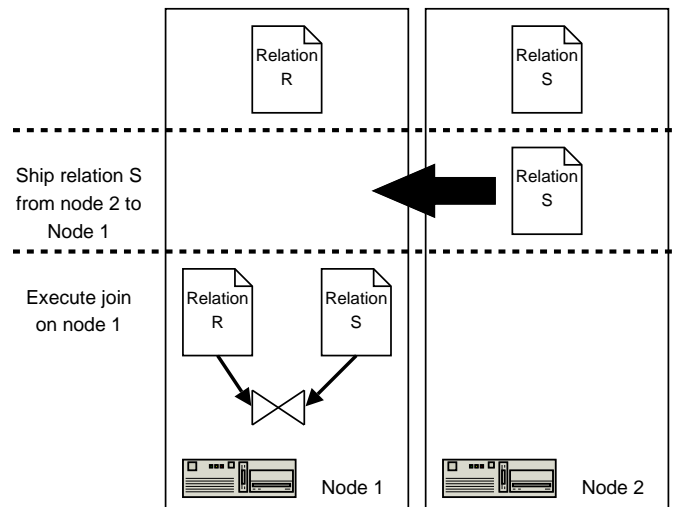 Relation
R
Relation
S
Ship relation S
from node 2 to
Node 1
Relation
S
Execute join
on node 1
Relation
R
Relation
S
Node 1
Node 2